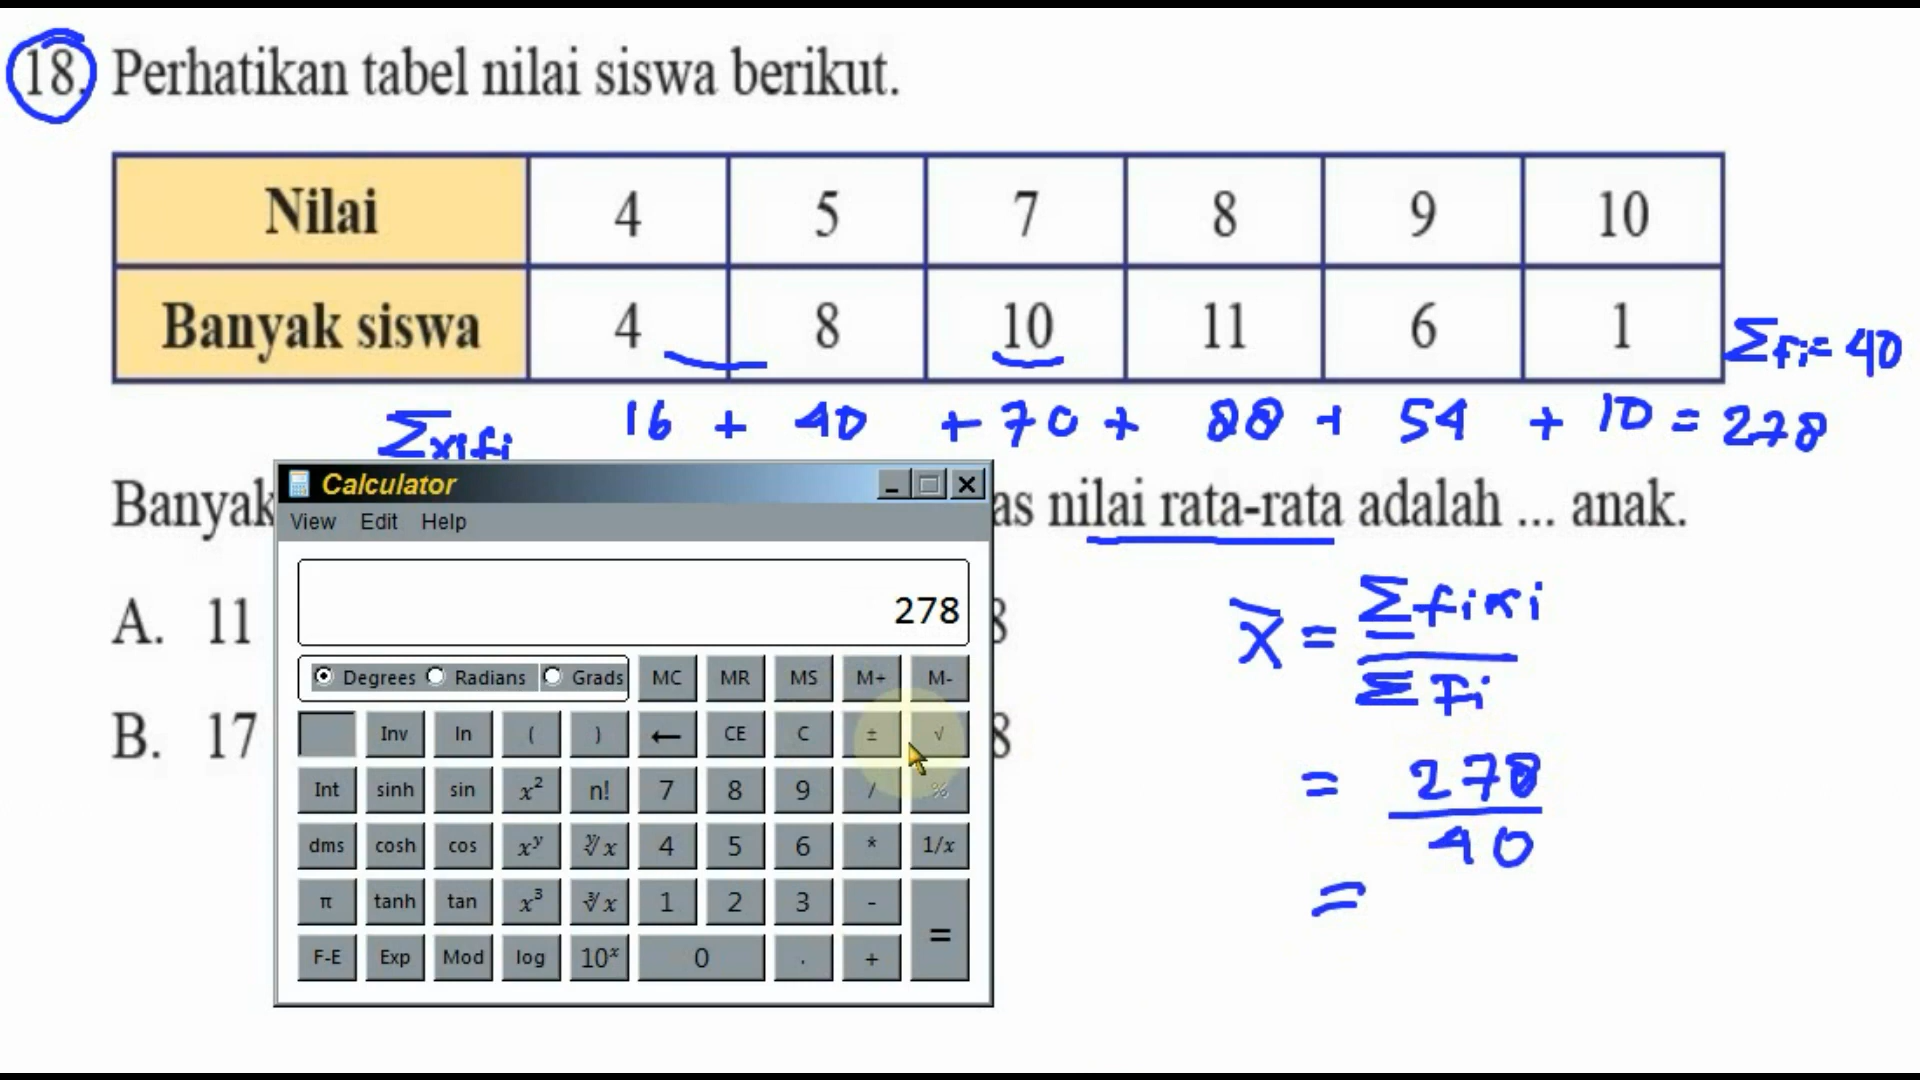 18. Perhatikan tabel nilai siswa berikut.
Nilai 4 5 7 8 9 10
Banyak siswa 4 8 10 11 6 1 Σfi = 40
Σxifi 16 + 40 + 70 + 88 + 54 + 10 = 278
Banyak as nilai rata-rata adalah ... anak.
A. 11 8
B. 17 8
Calculator
View Edit Help
278
Degrees Radians Grads MC MR MS M+ M-
Inv ln ( ) ← CE C ± √
Int sinh sin x² n! 7 8 9 / %
dms cosh cos xʸ ʸ√x 4 5 6 * 1/x
π tanh tan x³ ³√x 1 2 3 - =
F-E Exp Mod log 10ˣ 0 . +
x̄ = Σfixi
Σfi
= 278
40
=